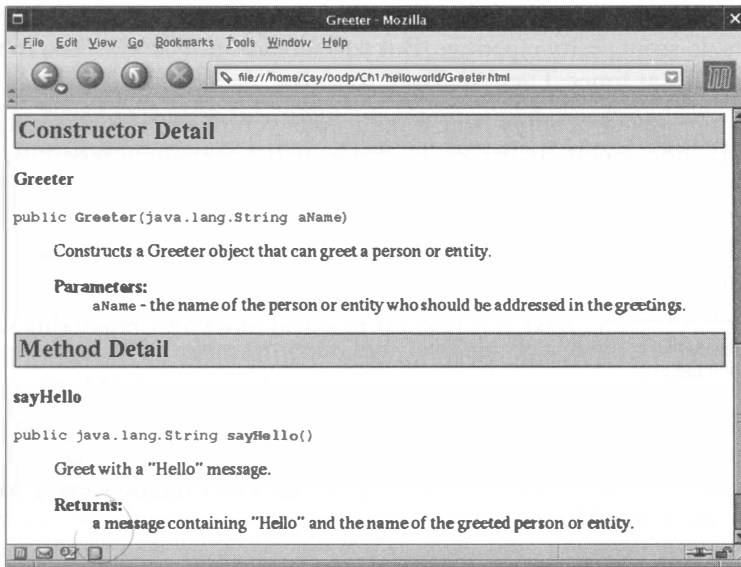 Greeter - Mozilla
File Edit View Go Bookmarks Tools Window Help
file:///home/cay/oodp/Ch1/helloworld/Greeter.html
Constructor Detail
Greeter
public Greeter(java.lang.String aName)
Constructs a Greeter object that can greet a person or entity.
Parameters:
aName - the name of the person or entity who should be addressed in the greetings.
Method Detail
sayHello
public java.lang.String sayHello()
Greet with a "Hello" message.
Returns:
a message containing "Hello" and the name of the greeted person or entity.